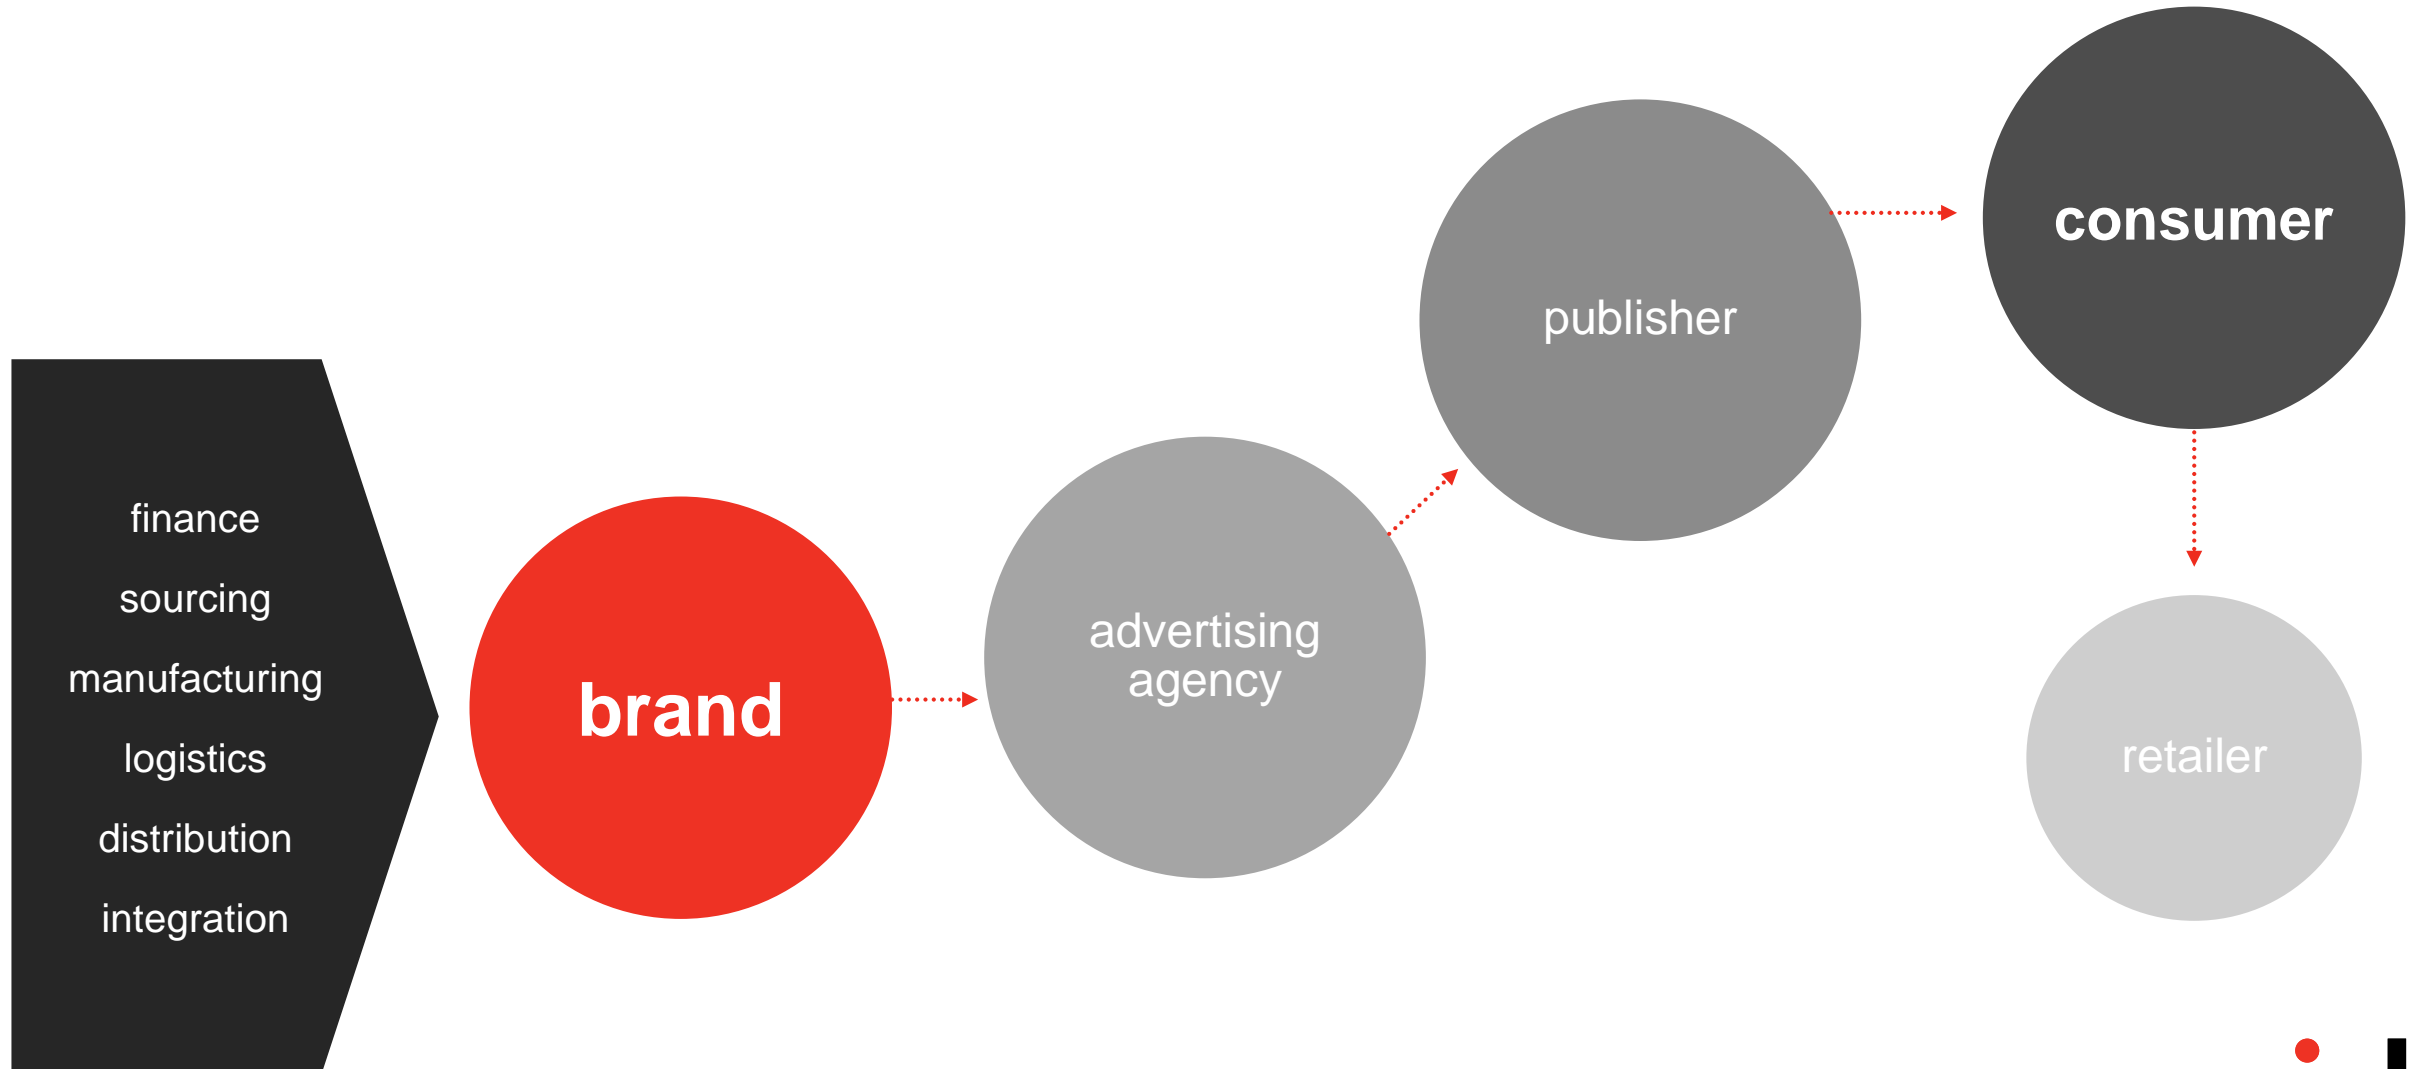 finance
sourcing
manufacturing
logistics
distribution
integration
brand
advertising
agency
publisher
consumer
retailer